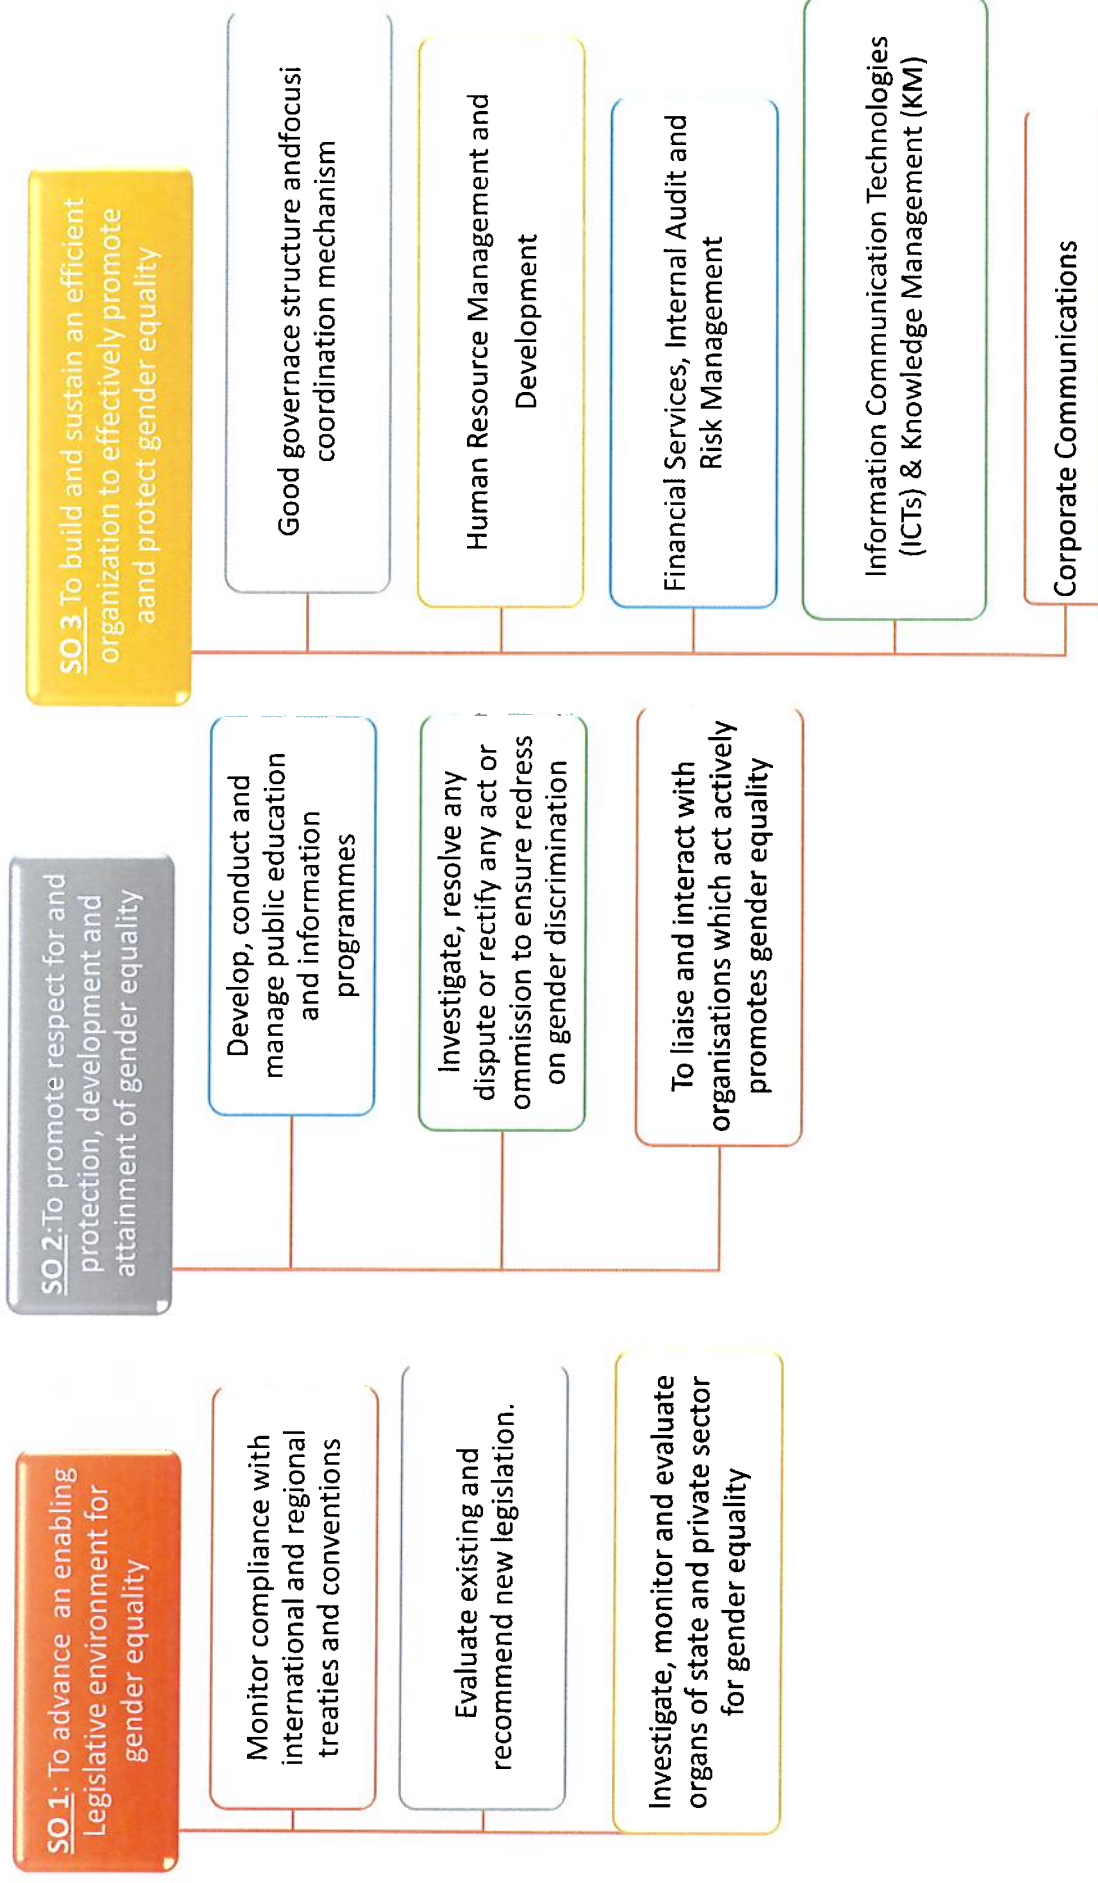 SO 1: To advance an enabling
Legislative environment for
gender equality
Monitor compliance with
international and regional
treaties and conventions
Evaluate existing and
recommend new legislation.
Investigate, monitor and evaluate
organs of state and private sector
for gender equality
SO 2:To promote respect for and
protection, development and
attainment of gender equality
Develop, conduct and
manage public education
and information
programmes
Investigate, resolve any
dispute or rectify any act or
ommission to ensure redress
on gender discrimination
To liaise and interact with
organisations which act actively
promotes gender equality
SO 3 To build and sustain an efficient
organization to effectively promote
aand protect gender equality
Good governace structure andfocusi
coordination mechanism
Human Resource Management and
Development
Financial Services, Internal Audit and
Risk Management
Information Communication Technologies
(ICTs) & Knowledge Management (KM)
Corporate Communications